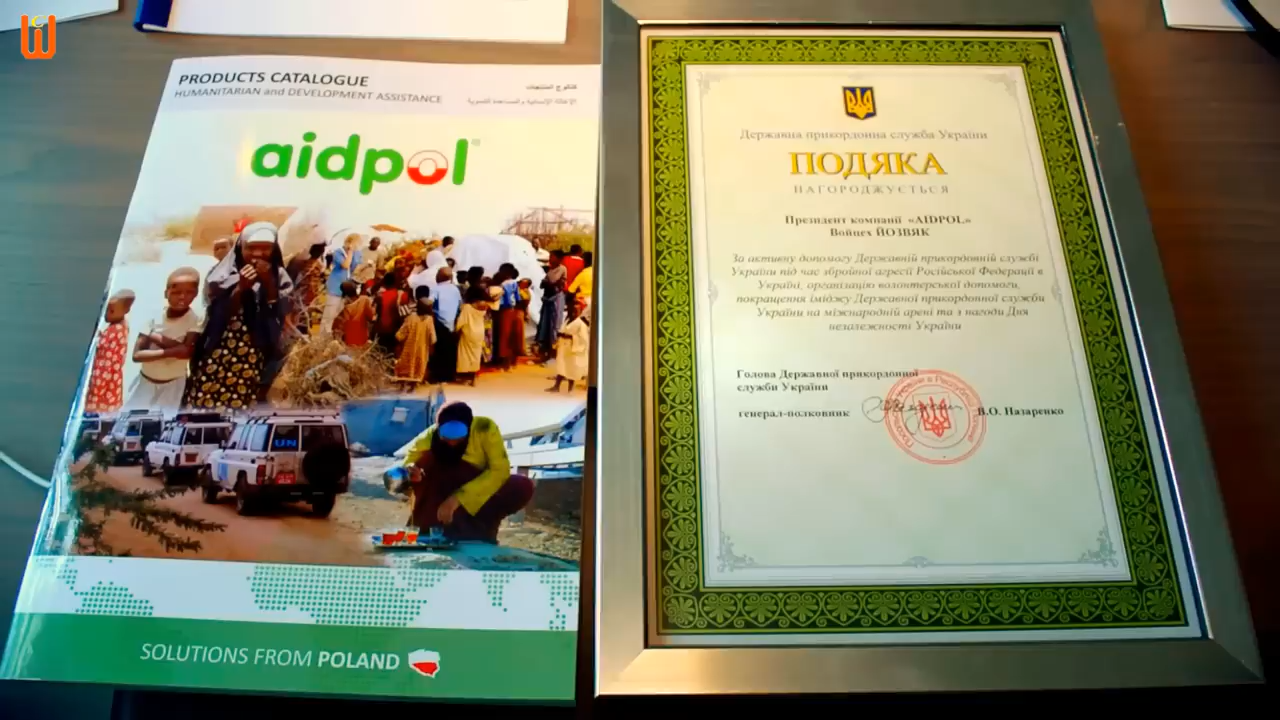 PRODUCTS CATALOGUE
HUMANITARIAN and DEVELOPMENT ASSISTANCE
كتالوج المنتجات
aidpol
UN
SOLUTIONS FROM POLAND
Державна прикордонна служба України
ПОДЯКА
НАГОРОДЖУЄТЬСЯ
Президент компанії «AIDPOL»
Войцех ЙОЗВЯК
За активну допомогу Державній прикордонній службі
України під час збройної агресії Російської Федерації в
Україні, організацію волонтерської допомоги,
покращення іміджу Державної прикордонної служби
України на міжнародній арені та з нагоди Дня
незалежності України
Голова Державної прикордонної
служби України
генерал-полковник В.О. Назаренко